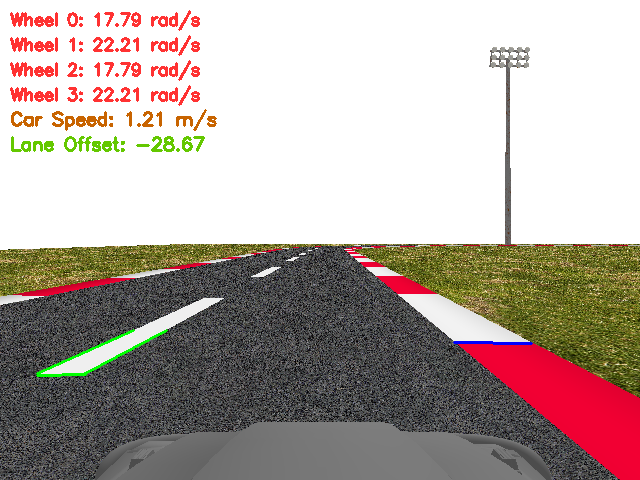 Wheel 0: 17.79 rad/s
Wheel 1: 22.21 rad/s
Wheel 2: 17.79 rad/s
Wheel 3: 22.21 rad/s
Car Speed: 1.21 m/s
Lane Offset: -28.67